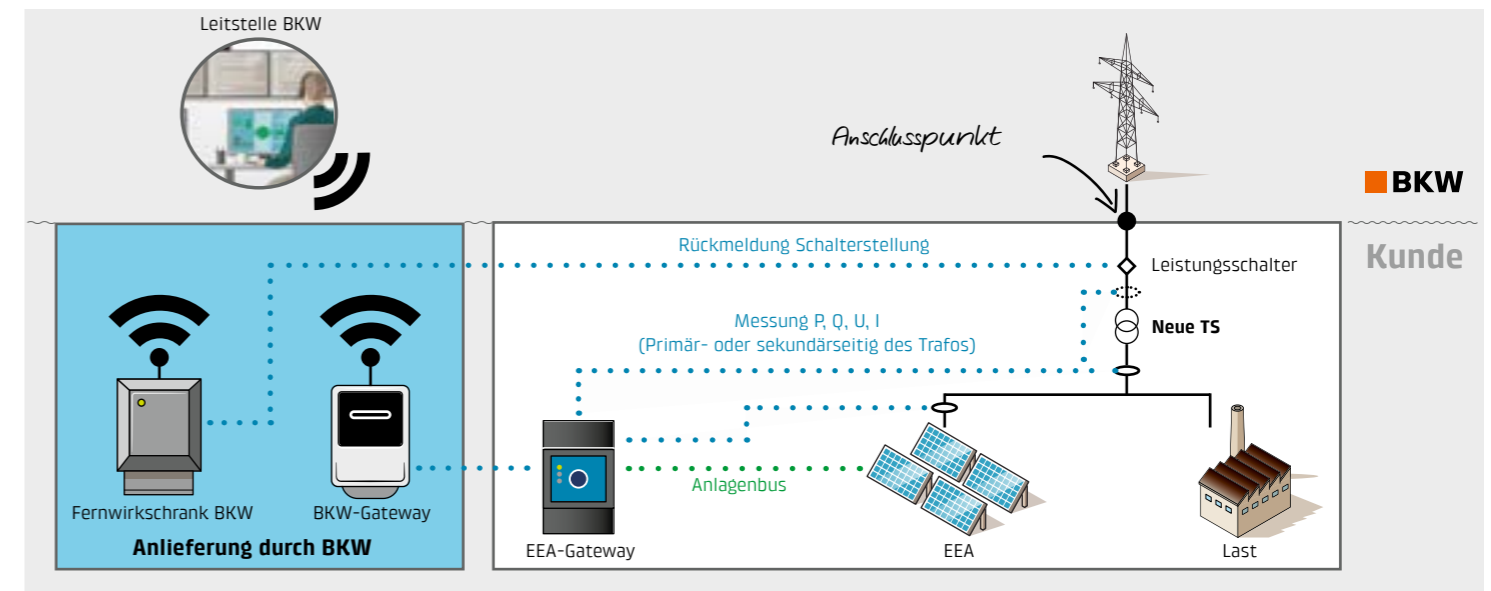 Leitstelle BKW
Anschlusspunkt
BKW
Kunde
Rückmeldung Schalterstellung
Leistungsschalter
Messung P, Q, U, I
(Primär- oder sekundärseitig des Trafos)
Neue TS
Anlagenbus
Fernwirkschrank BKW
BKW-Gateway
Anlieferung durch BKW
EEA-Gateway
EEA
Last